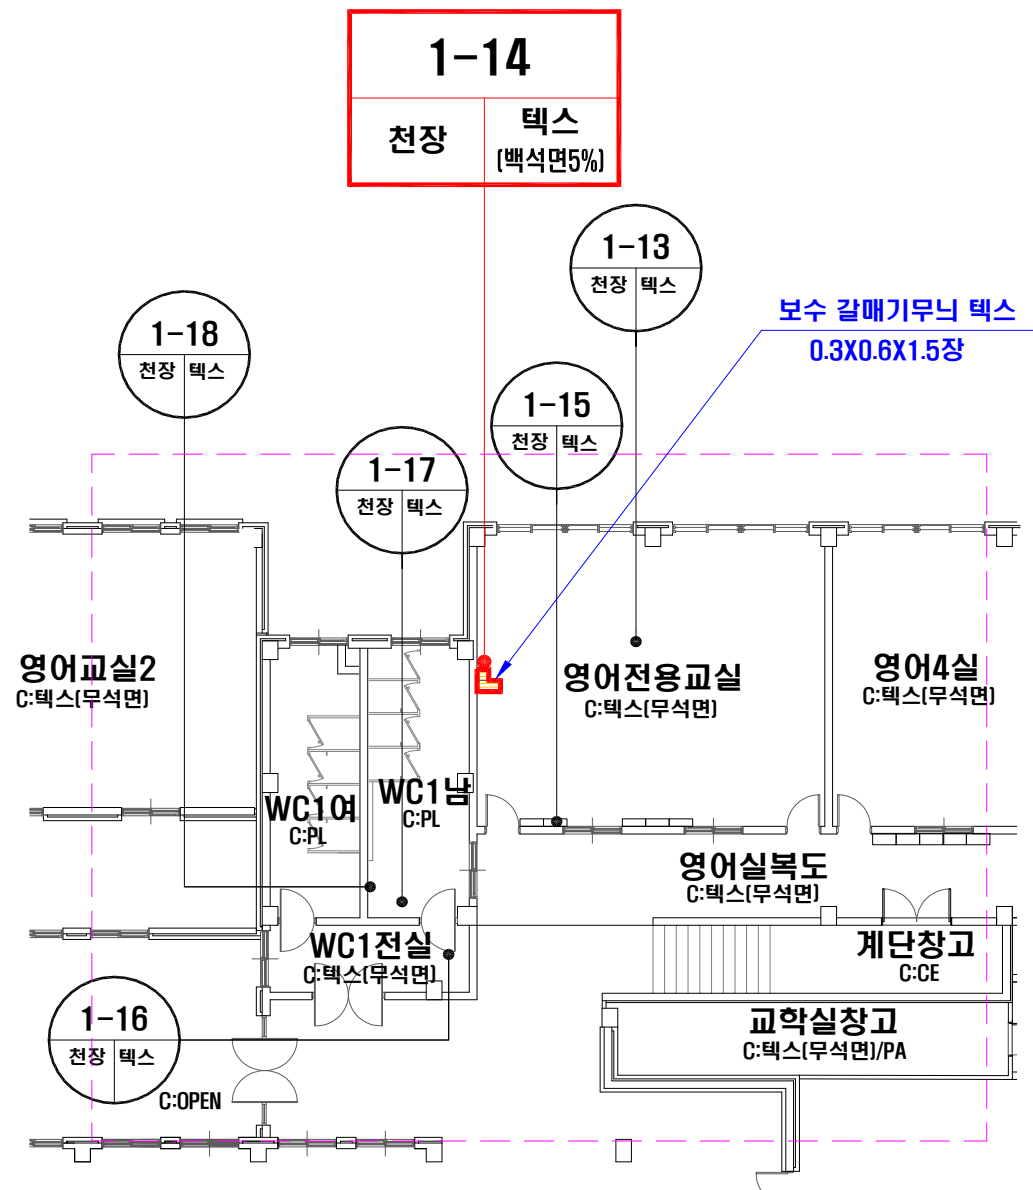 1-14
천장
텍스
(백석면5%)
1-13
천장 텍스
보수 갈매기무늬 텍스
0.3X0.6X1.5장
1-18
천장 텍스
1-15
천장 텍스
1-17
천장 텍스
영어교실2
C:텍스(무석면)
영어전용교실
C:텍스(무석면)
영어4실
C:텍스(무석면)
WC1여
C:PL
WC1남
C:PL
영어실복도
C:텍스(무석면)
WC1전실
C:텍스(무석면)
계단창고
C:CE
1-16
천장 텍스
교학실창고
C:텍스(무석면)/PA
C:OPEN